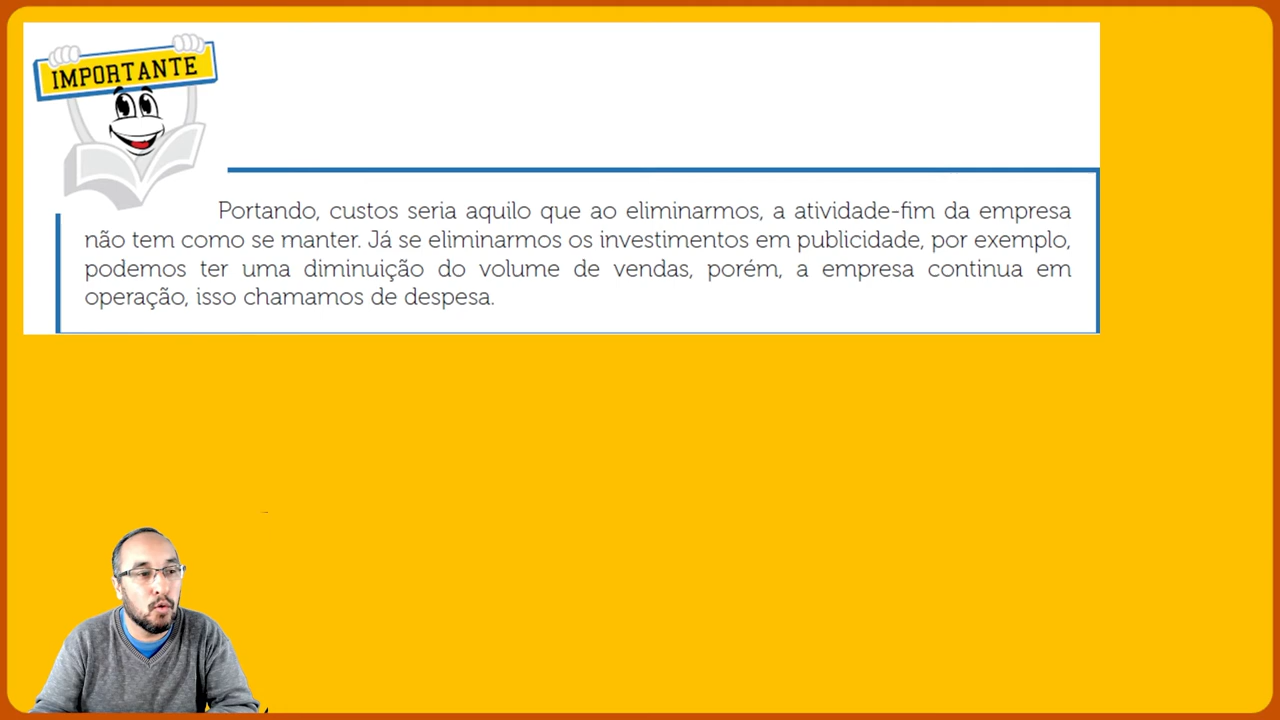 IMPORTANTE
Portando, custos seria aquilo que ao eliminarmos, a atividade-fim da empresa
não tem como se manter. Já se eliminarmos os investimentos em publicidade, por exemplo,
podemos ter uma diminuição do volume de vendas, porém, a empresa continua em
operação, isso chamamos de despesa.